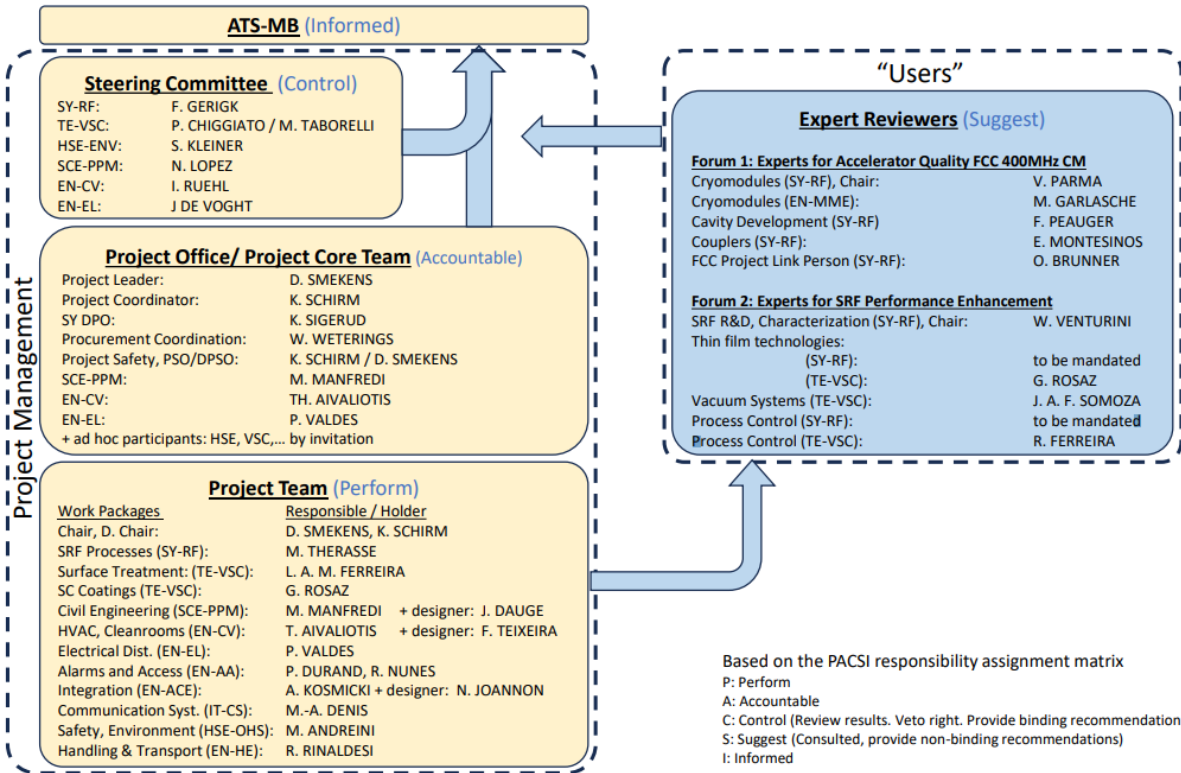 ATS-MB (Informed)
Steering Committee (Control)
SY-RF: F. GERIGK
TE-VSC: P. CHIGGIATO / M. TABORELLI
HSE-ENV: S. KLEINER
SCE-PPM: N. LOPEZ
EN-CV: I. RUEHL
EN-EL: J DE VOGHT
Project Office/ Project Core Team (Accountable)
Project Leader: D. SMEKENS
Project Coordinator: K. SCHIRM
SY DPO: K. SIGERUD
Procurement Coordination: W. WETERINGS
Project Safety, PSO/DPSO: K. SCHIRM / D. SMEKENS
SCE-PPM: M. MANFREDI
EN-CV: TH. AIVALIOTIS
EN-EL: P. VALDES
+ ad hoc participants: HSE, VSC,... by invitation
Project Management
Project Team (Perform)
Work Packages Responsible / Holder
Chair, D. Chair: D. SMEKENS, K. SCHIRM
SRF Processes (SY-RF): M. THERASSE
Surface Treatment: (TE-VSC): L. A. M. FERREIRA
SC Coatings (TE-VSC): G. ROSAZ
Civil Engineering (SCE-PPM): M. MANFREDI + designer: J. DAUGE
HVAC, Cleanrooms (EN-CV): T. AIVALIOTIS + designer: F. TEIXEIRA
Electrical Dist. (EN-EL): P. VALDES
Alarms and Access (EN-AA): P. DURAND, R. NUNES
Integration (EN-ACE): A. KOSMICKI + designer: N. JOANNON
Communication Syst. (IT-CS): M.-A. DENIS
Safety, Environment (HSE-OHS): M. ANDREINI
Handling & Transport (EN-HE): R. RINALDESI
“Users”
Expert Reviewers (Suggest)
Forum 1: Experts for Accelerator Quality FCC 400MHz CM
Cryomodules (SY-RF), Chair: V. PARMA
Cryomodules (EN-MME): M. GARLASCHE
Cavity Development (SY-RF) F. PEAUGER
Couplers (SY-RF): E. MONTESINOS
FCC Project Link Person (SY-RF): O. BRUNNER
Forum 2: Experts for SRF Performance Enhancement
SRF R&D, Characterization (SY-RF), Chair: W. VENTURINI
Thin film technologies:
(SY-RF): to be mandated
(TE-VSC): G. ROSAZ
Vacuum Systems (TE-VSC): J. A. F. SOMOZA
Process Control (SY-RF): to be mandated
Process Control (TE-VSC): R. FERREIRA
Based on the PACSI responsibility assignment matrix
P: Perform
A: Accountable
C: Control (Review results. Veto right. Provide binding recommendation
S: Suggest (Consulted, provide non-binding recommendations)
I: Informed